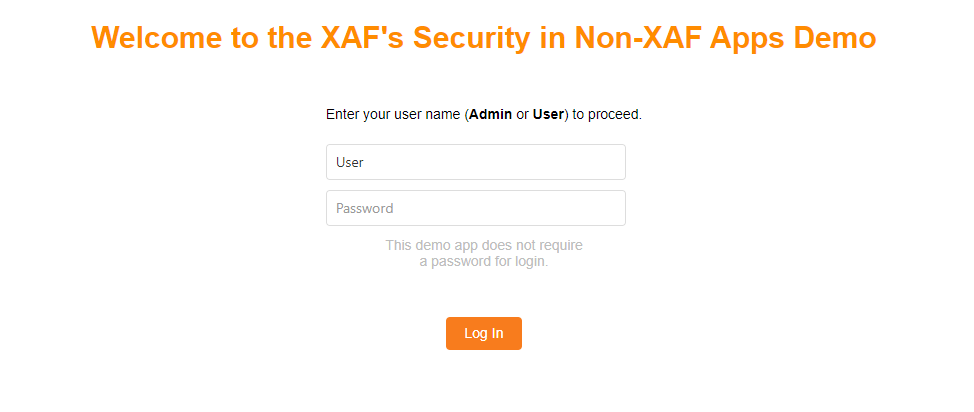 Welcome to the XAF's Security in Non-XAF Apps Demo
Enter your user name (Admin or User) to proceed.
User
Password
This demo app does not require
a password for login.
Log In